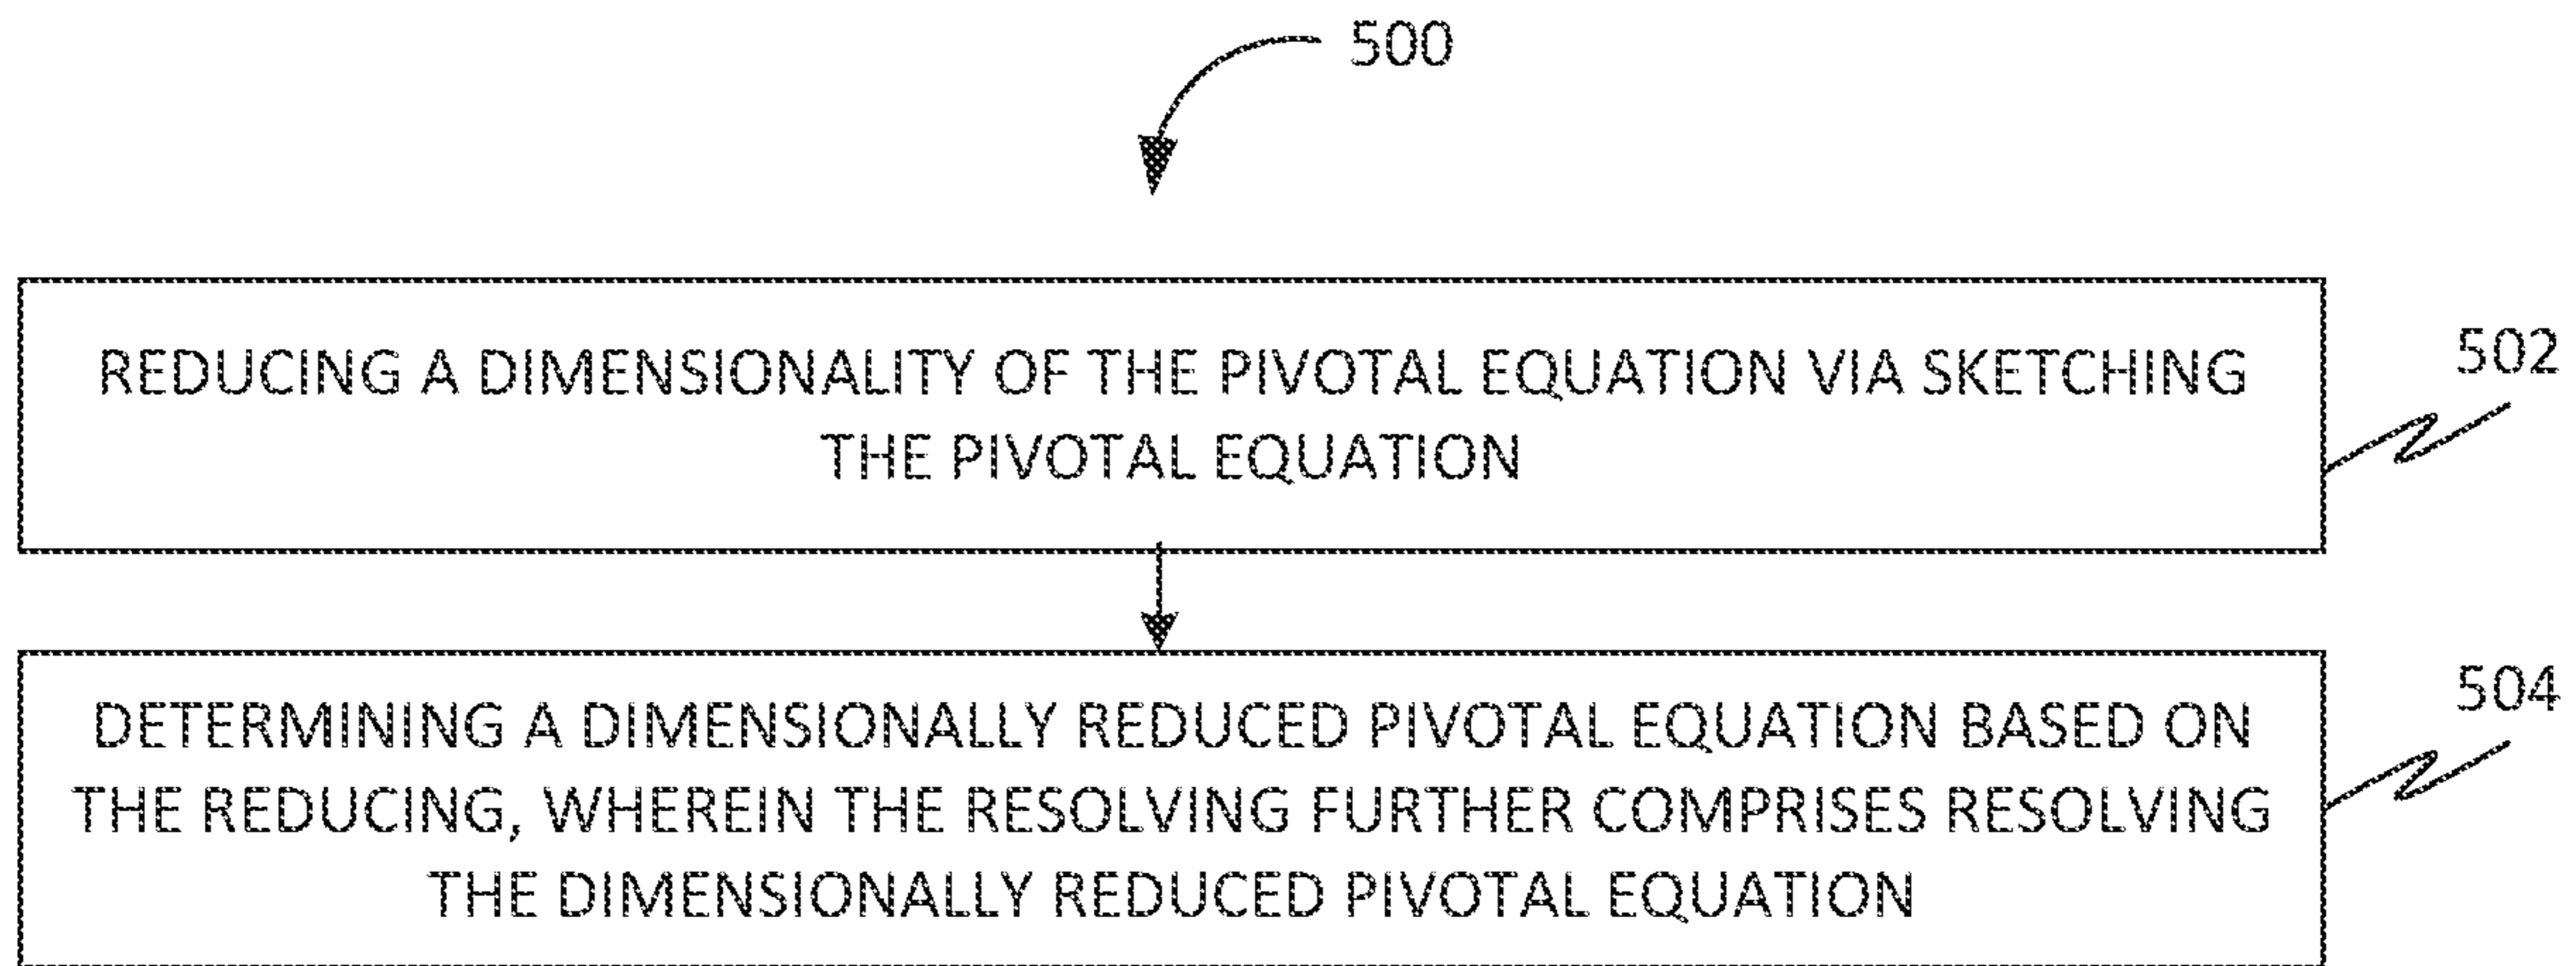 500
REDUCING A DIMENSIONALITY OF THE PIVOTAL EQUATION VIA SKETCHING
THE PIVOTAL EQUATION
502
DETERMINING A DIMENSIONALLY REDUCED PIVOTAL EQUATION BASED ON
THE REDUCING, WHEREIN THE RESOLVING FURTHER COMPRISES RESOLVING
THE DIMENSIONALLY REDUCED PIVOTAL EQUATION
504